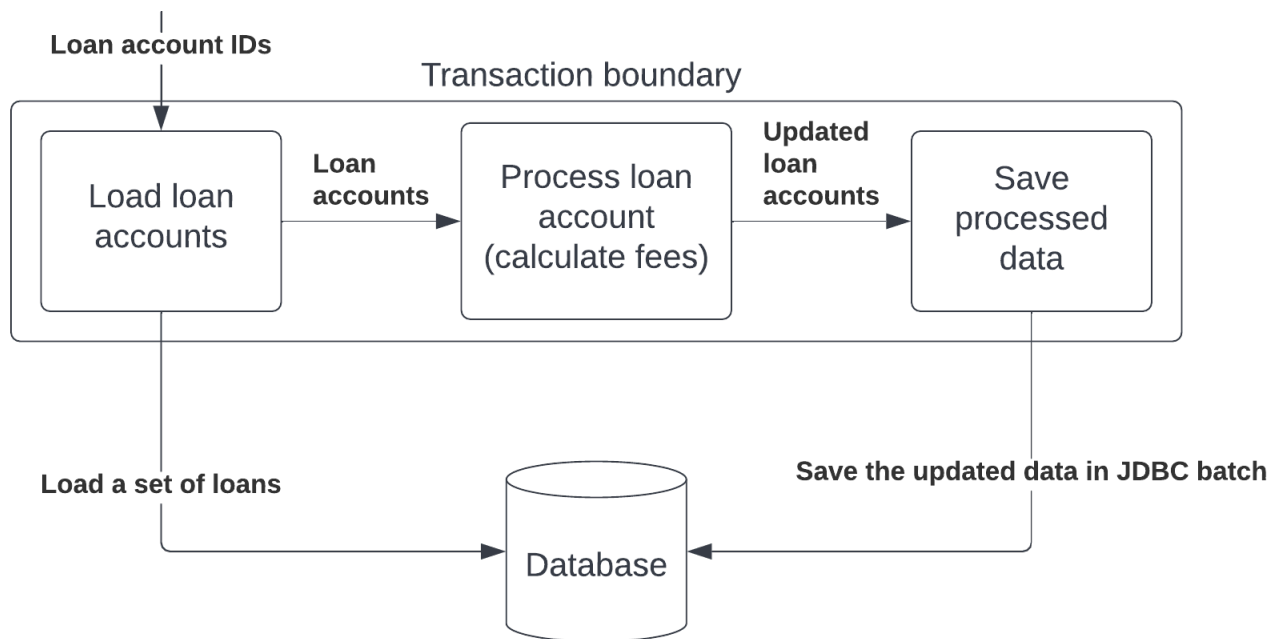 Loan account IDs
Transaction boundary
Load loan
accounts
Loan
accounts
Process loan
account
(calculate fees)
Updated
loan
accounts
Save
processed
data
Load a set of loans
Save the updated data in JDBC batch
Database